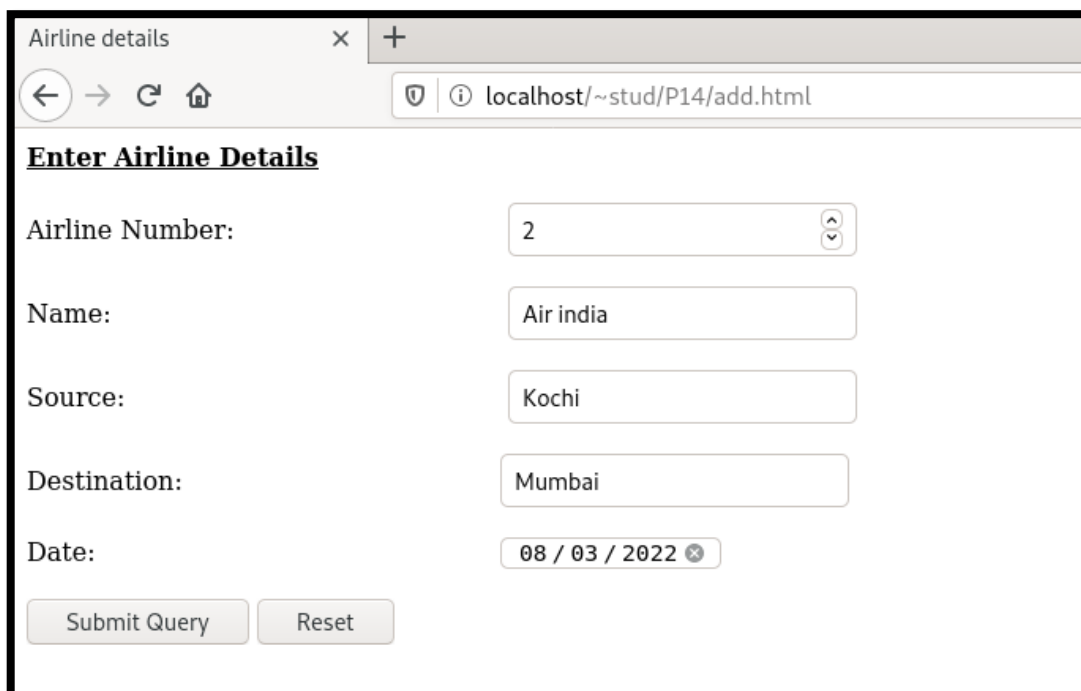 Airline details
localhost/~stud/P14/add.html
Enter Airline Details
Airline Number: 2
Name: Air india
Source: Kochi
Destination: Mumbai
Date: 08/03/2022
Submit Query Reset